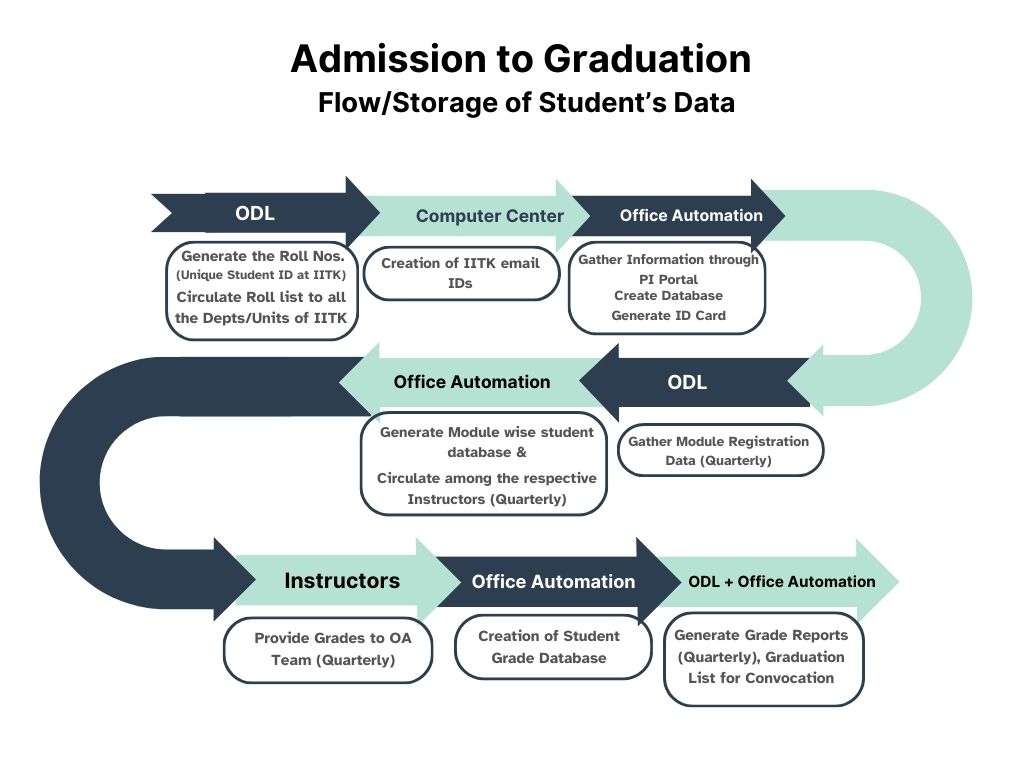 Admission to Graduation
Flow/Storage of Student’s Data
ODL
Computer Center
Office Automation
Generate the Roll Nos.
(Unique Student ID at IITK)
Circulate Roll list to all
the Depts/Units of IITK
Creation of IITK email
IDs
Gather Information through
PI Portal
Create Database
Generate ID Card
ODL
Gather Module Registration
Data (Quarterly)
Office Automation
Generate Module wise student
database &
Circulate among the respective
Instructors (Quarterly)
Instructors
Provide Grades to OA
Team (Quarterly)
Office Automation
Creation of Student
Grade Database
ODL + Office Automation
Generate Grade Reports
(Quarterly), Graduation
List for Convocation